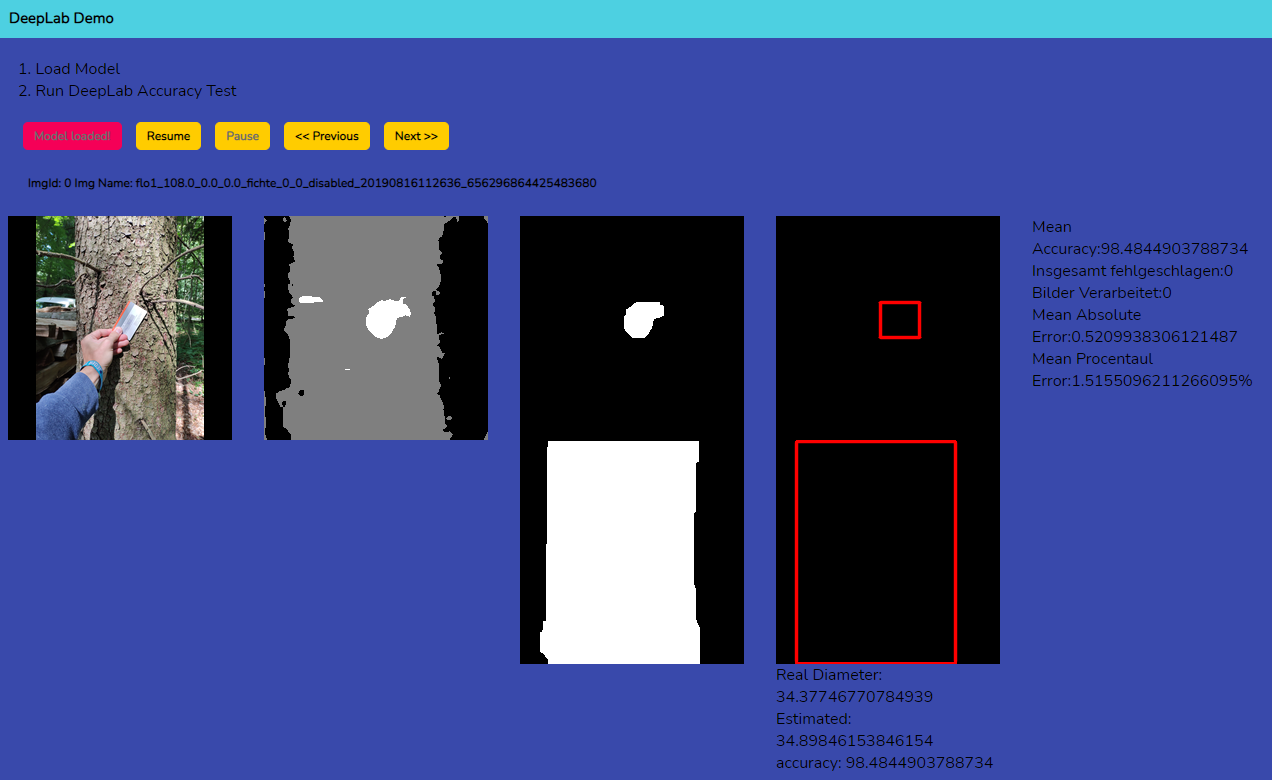 DeepLab Demo
1. Load Model
2. Run DeepLab Accuracy Test
Model loaded!
Resume
Pause
<< Previous
Next >>
ImgId: 0 Img Name: flo1_108.0_0.0_0.0_fichte_0_0_disabled_20190816112636_656296864425483680
Mean
Accuracy:98.4844903788734
Insgesamt fehlgeschlagen:0
Bilder Verarbeitet:0
Mean Absolute
Error:0.5209938306121487
Mean Procentaul
Error:1.5155096211266095%
Real Diameter:
34.37746770784939
Estimated:
34.89846153846154
accuracy: 98.4844903788734